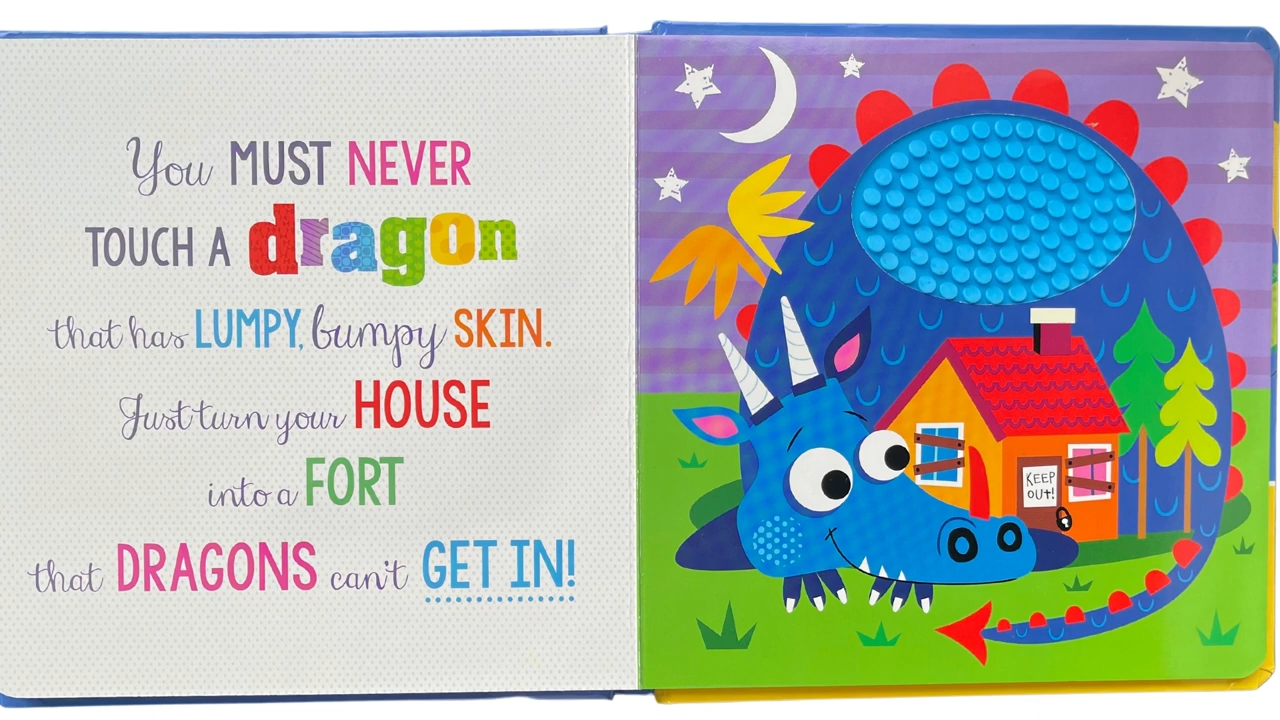 You MUST NEVER
TOUCH A dragon
that has LUMPY, bumpy SKIN.
Just turn your HOUSE
into a FORT
that DRAGONS can't GET IN!
KEEP
OUT!